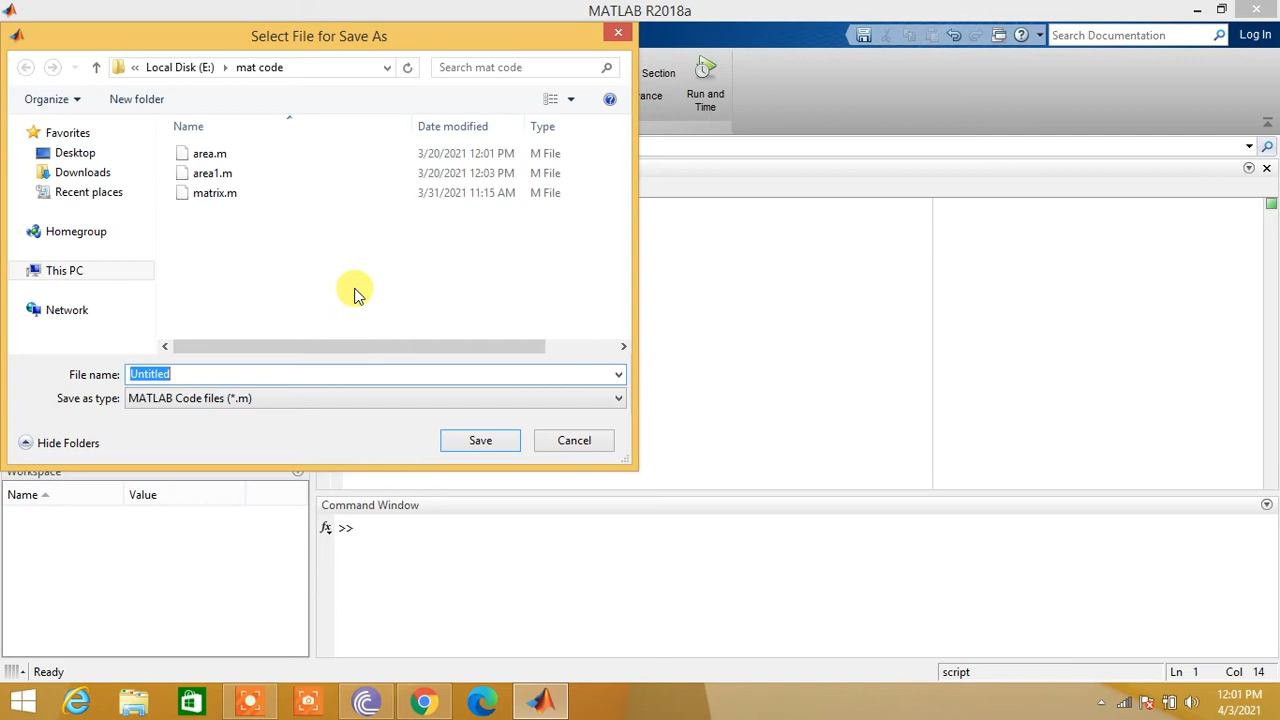 MATLAB R2018a
Select File for Save As
Search Documentation
Log In
Local Disk (E:)
mat code
Search mat code
Section
Run and
Time
Organize
New folder
Name
Date modified
Type
Favorites
Desktop
Downloads
Recent places
Homegroup
This PC
Network
area.m
3/20/2021 12:01 PM
M File
area1.m
3/20/2021 12:03 PM
M File
matrix.m
3/31/2021 11:15 AM
M File
File name:
Untitled
Save as type:
MATLAB Code files (*.m)
Hide Folders
Save
Cancel
Name
Value
Command Window
fx >>
Ready
script
Ln 1
Col 14
12:01 PM
4/3/2021